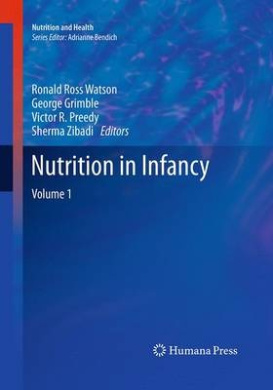 Nutrition and Health
Series Editor: Adrianne Bendich
Ronald Ross Watson
George Grimble
Victor R. Preedy
Sherma Zibadi Editors
Nutrition in Infancy
Volume 1
Humana Press